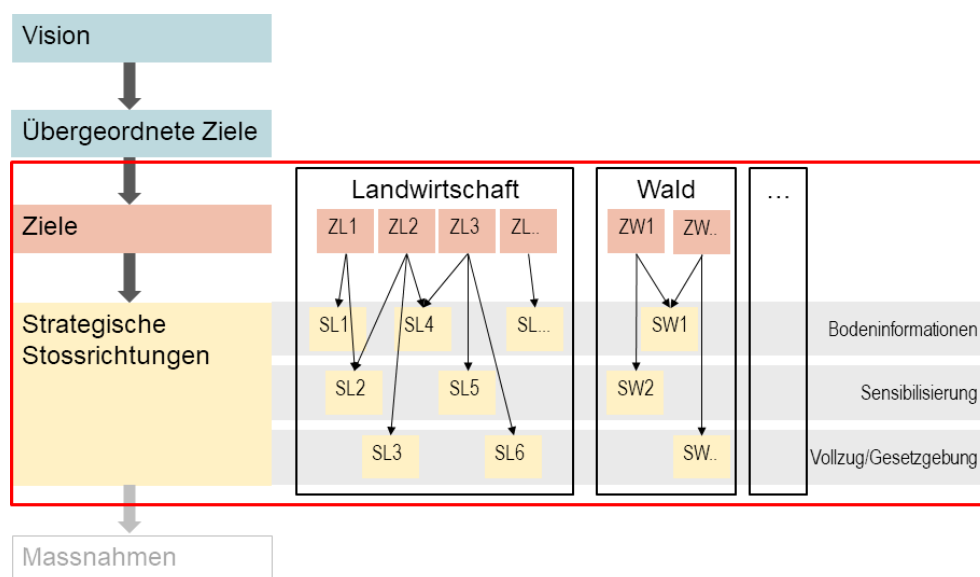 Vision
Übergeordnete Ziele
Landwirtschaft Wald ...
Ziele ZL1 ZL2 ZL3 ZL.. ZW1 ZW..
Strategische
Stossrichtungen
SL1 SL4 SL... SW1 Bodeninformationen
SL2 SL5 SW2 Sensibilisierung
SL3 SL6 SW.. Vollzug/Gesetzgebung
Massnahmen